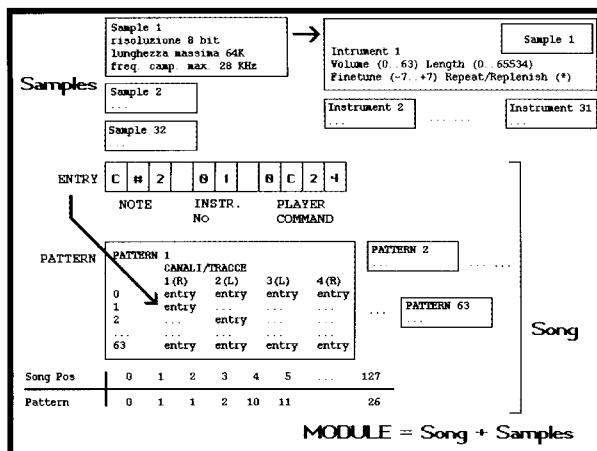 Samples
Sample 1
risoluzione 8 bit
lunghezza massima 64K
freq. camp. max. 28 KHz
Sample 2
...
Sample 32
...
Sample 1
Intrument 1
Volume (0..63) Length (0..65534)
Finetune (-7..+7) Repeat/Replenish (*)
Instrument 2
...
... ...
Instrument 31
...
ENTRY C # 2 0 1 0 C 2 4
NOTE INSTR. No PLAYER COMMAND
PATTERN
PATTERN 1
CANALI/TRACCE
1(R) 2(L) 3(L) 4(R)
0 entry entry entry entry
1 entry ... ... ...
2 ... entry ... ...
... ... ... ... ...
63 entry entry entry entry
PATTERN 2
...
... ...
...
PATTERN 63
...
Song
Song Pos 0 1 2 3 4 5 ... 127
Pattern 0 1 1 2 10 11 26
MODULE = Song + Samples